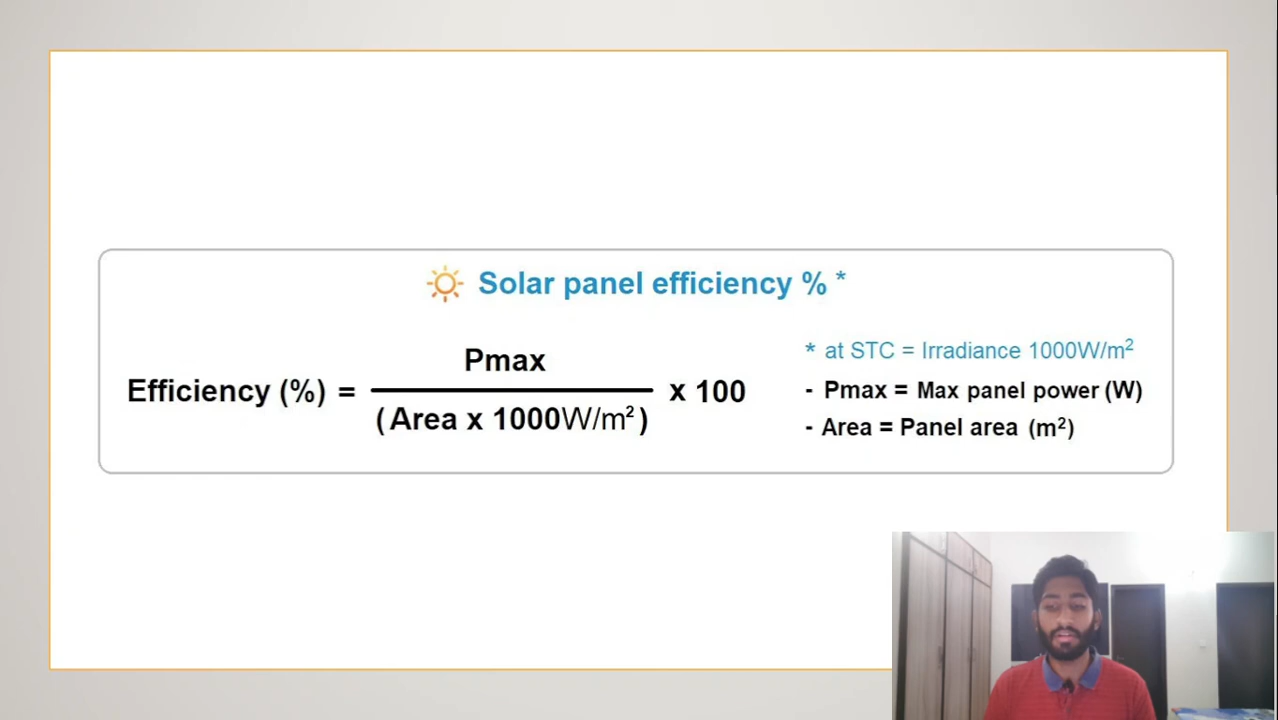 Solar panel efficiency % *
Efficiency (%) = Pmax / (Area x 1000W/m²) x 100
* at STC = Irradiance 1000W/m²
- Pmax = Max panel power (W)
- Area = Panel area (m²)